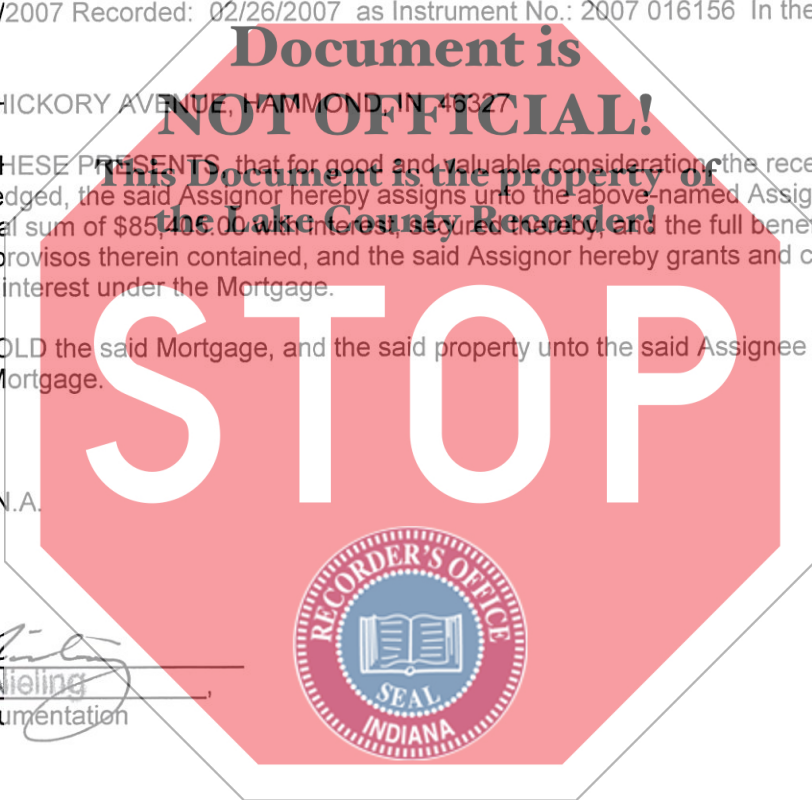 /2007 Recorded: 02/26/2007 as Instrument No.: 2007 016156 In the
Document is
HICKORY AVENUE, HAMMOND, IN 46327
NOT OFFICIAL!
HESE PRESENTS, that for good and valuable consideration, the rece
This Document is the property of
edged, the said Assignor hereby assigns unto the above-named Assig
the Lake County Recorder!
al sum of $85,405.00 with interest, secured thereby, and the full bene
provisos therein contained, and the said Assignor hereby grants and c
interest under the Mortgage.
OLD the said Mortgage, and the said property unto the said Assignee
Mortgage.
STOP
N.A.
RECORDER'S OFFICE
SEAL
INDIANA
lieling
umentation